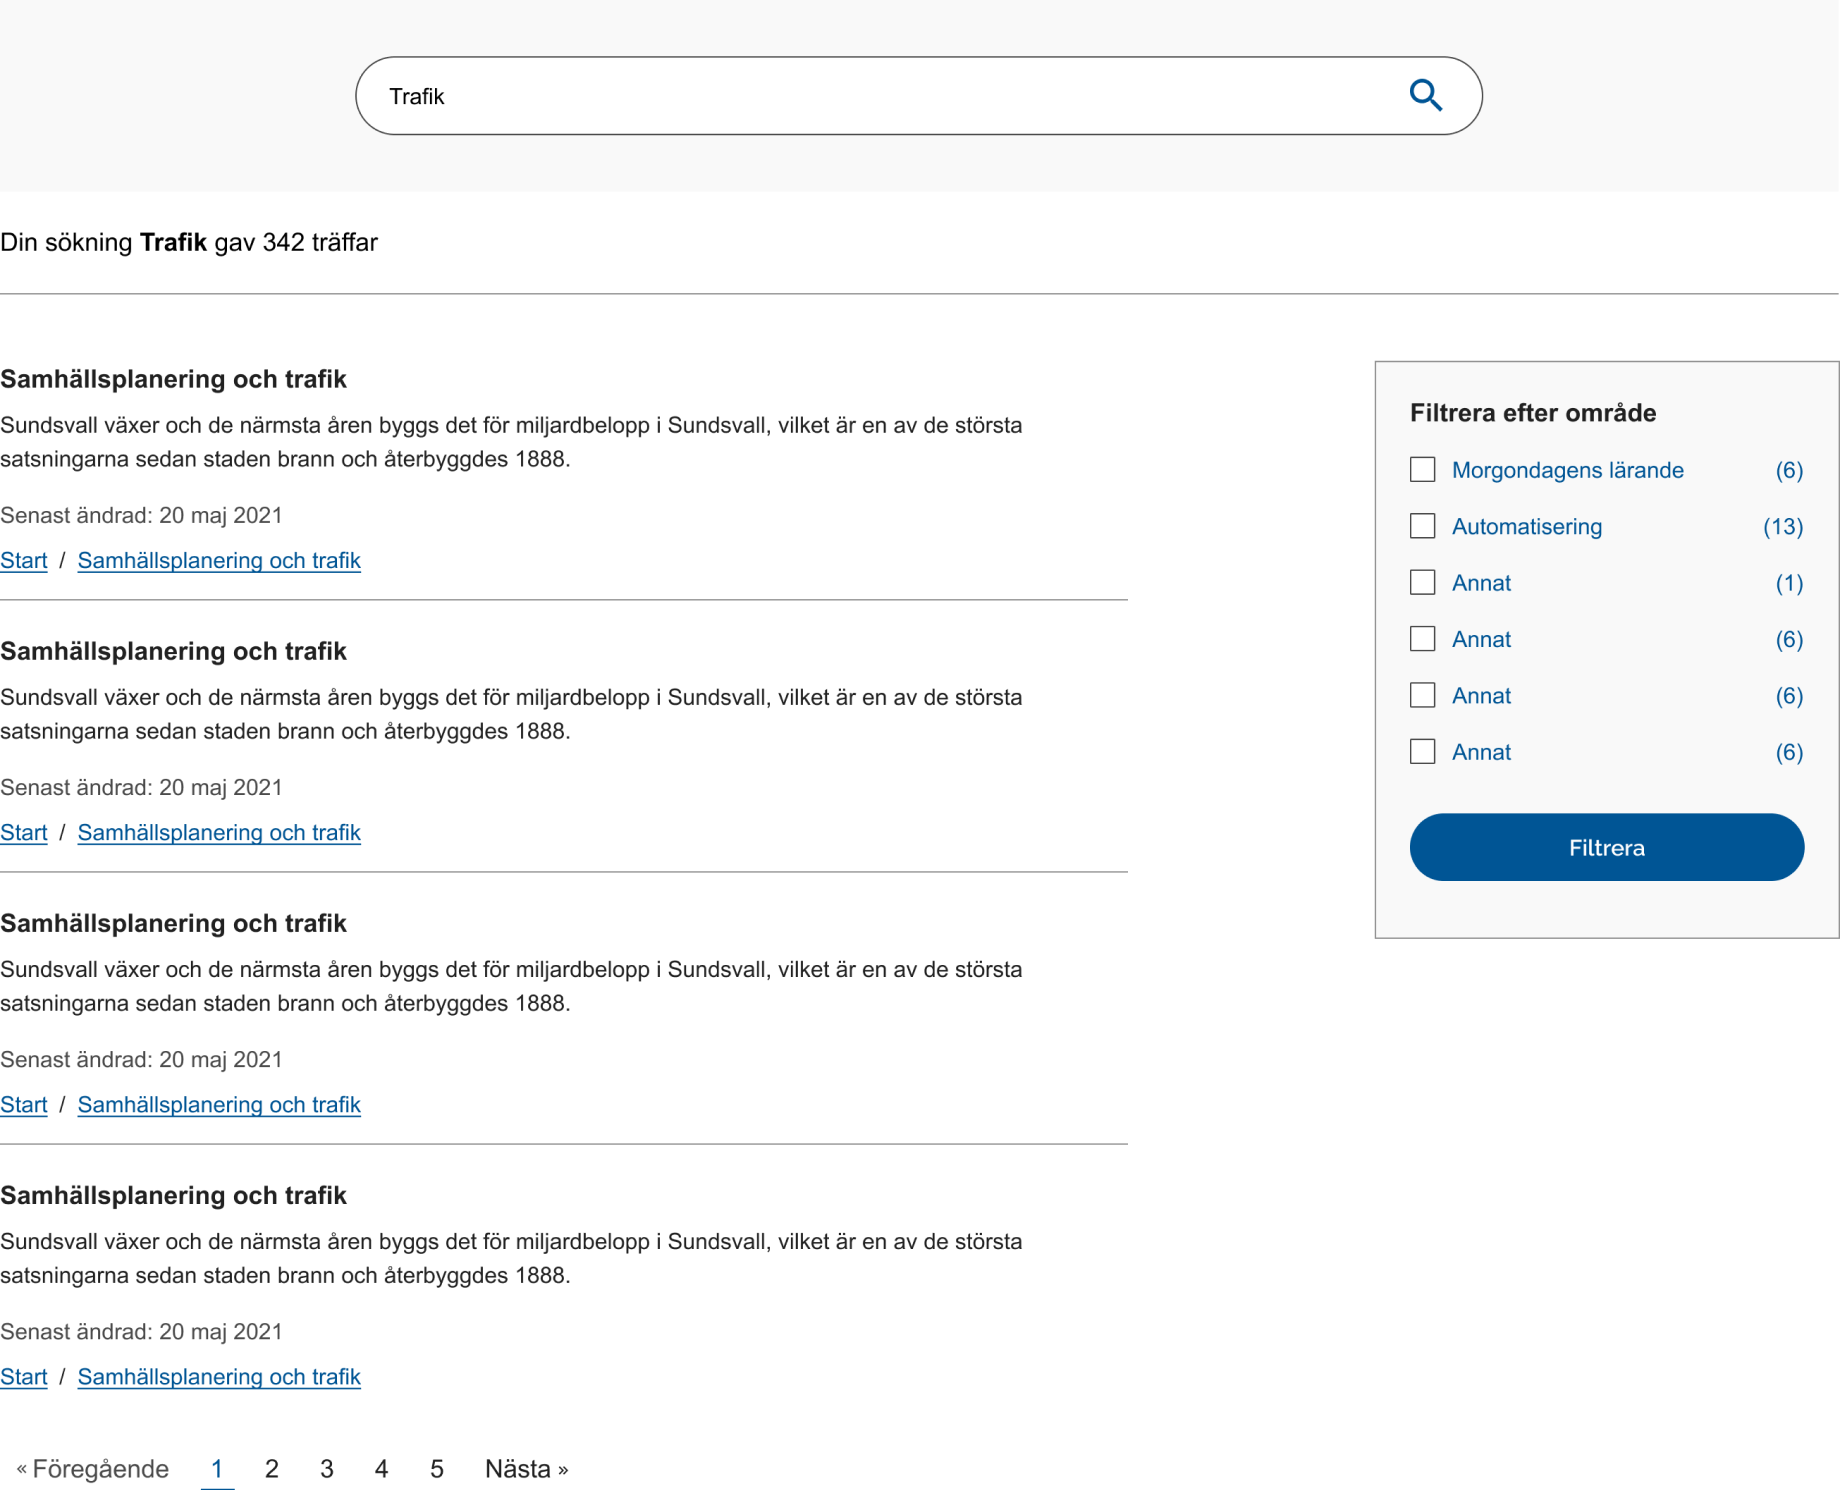 Trafik
Din sökning Trafik gav 342 träffar
Samhällsplanering och trafik
Sundsvall växer och de närmsta åren byggs det för miljardbelopp i Sundsvall, vilket är en av de största
satsningarna sedan staden brann och återbyggdes 1888.
Senast ändrad: 20 maj 2021
Start / Samhällsplanering och trafik
Samhällsplanering och trafik
Sundsvall växer och de närmsta åren byggs det för miljardbelopp i Sundsvall, vilket är en av de största
satsningarna sedan staden brann och återbyggdes 1888.
Senast ändrad: 20 maj 2021
Start / Samhällsplanering och trafik
Samhällsplanering och trafik
Sundsvall växer och de närmsta åren byggs det för miljardbelopp i Sundsvall, vilket är en av de största
satsningarna sedan staden brann och återbyggdes 1888.
Senast ändrad: 20 maj 2021
Start / Samhällsplanering och trafik
Samhällsplanering och trafik
Sundsvall växer och de närmsta åren byggs det för miljardbelopp i Sundsvall, vilket är en av de största
satsningarna sedan staden brann och återbyggdes 1888.
Senast ändrad: 20 maj 2021
Start / Samhällsplanering och trafik
« Föregående 1 2 3 4 5 Nästa »
Filtrera efter område
Morgondagens lärande (6)
Automatisering (13)
Annat (1)
Annat (6)
Annat (6)
Annat (6)
Filtrera